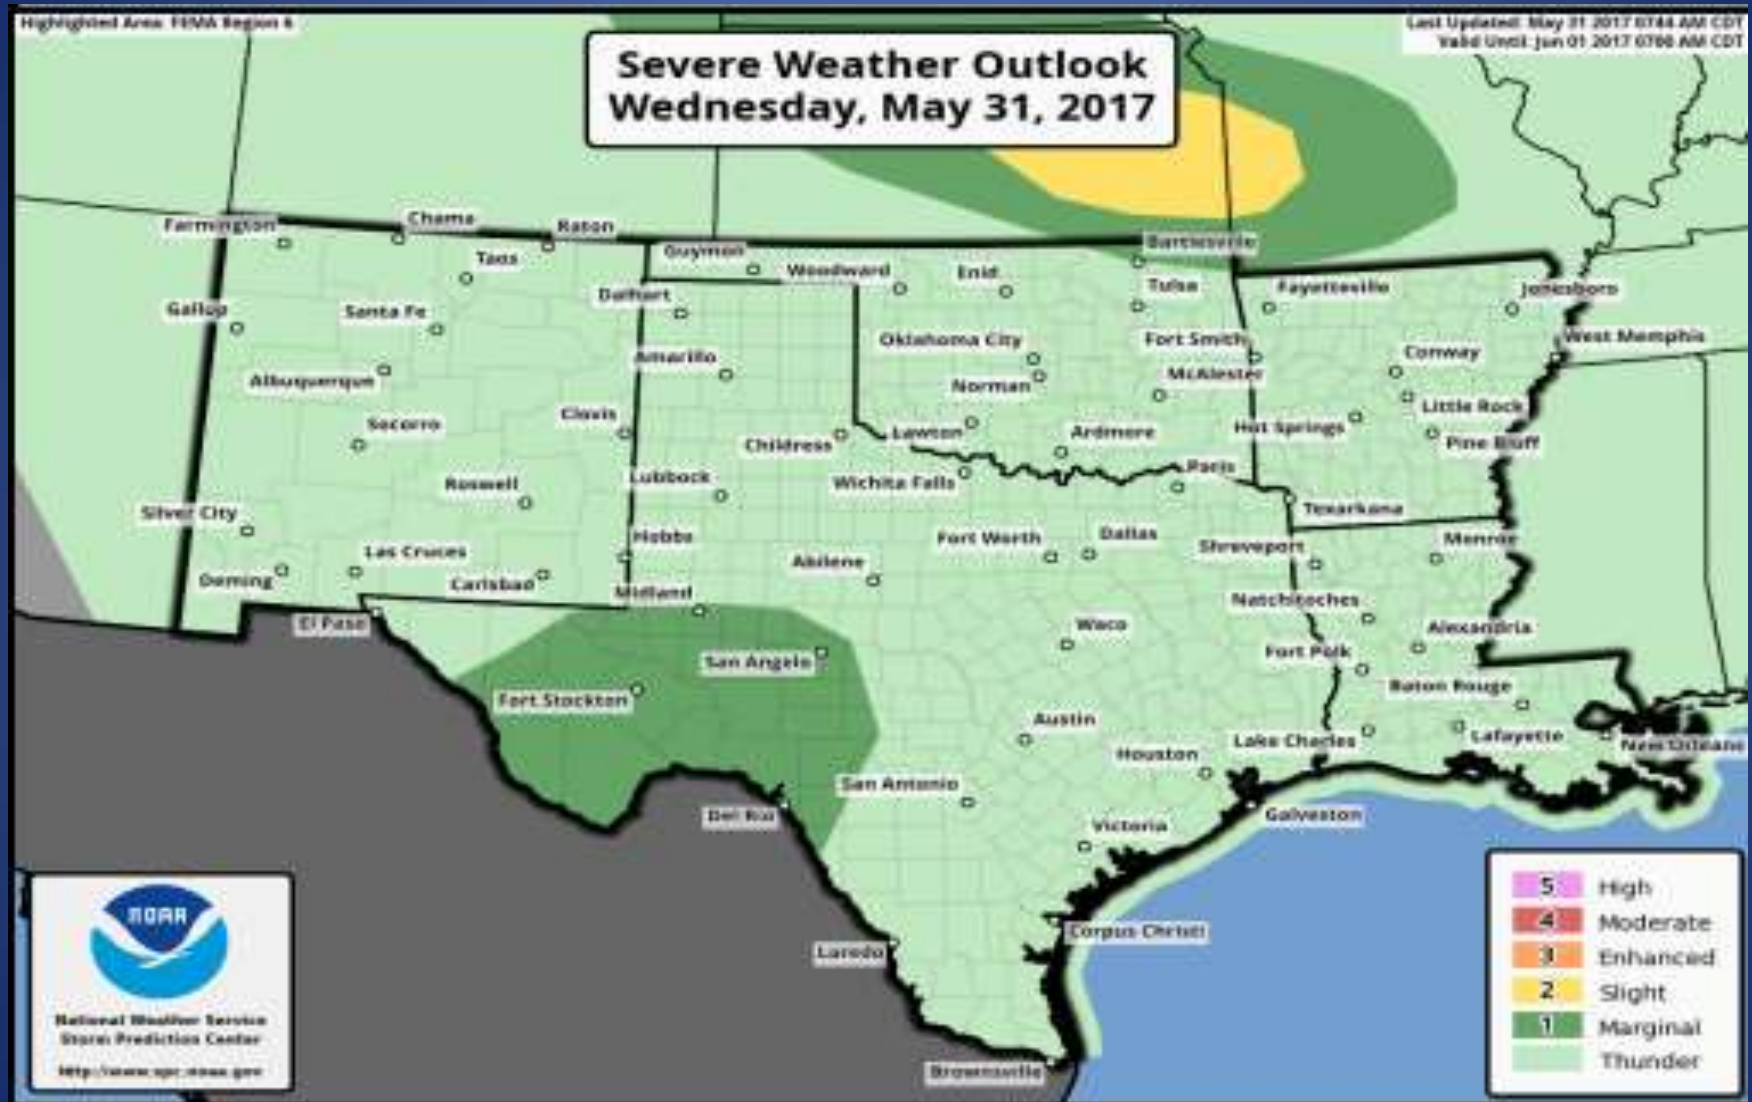 Highlighted Area: FEMA Region 6
Last Updated: May 31 2017 0744 AM CDT
Valid Until: Jun 01 2017 0700 AM CDT
Severe Weather Outlook
Wednesday, May 31, 2017
Farmington
Chama
Raton
Taos
Guymon
Woodward
Enid
Bartlesville
Tulsa
Fayetteville
Jonesboro
Gallup
Santa Fe
Dalhart
Oklahoma City
Fort Smith
West Memphis
Albuquerque
Amarillo
Norman
McAlester
Conway
Socorro
Clovis
Childress
Lawton
Ardmore
Hot Springs
Little Rock
Pine Bluff
Roswell
Lubbock
Wichita Falls
Paris
Texarkana
Silver City
Las Cruces
Hobbs
Abilene
Fort Worth
Dallas
Shreveport
Monroe
Deming
Carlsbad
Midland
El Paso
Waco
Natchitoches
Alexandria
San Angelo
Fort Polk
Fort Stockton
Baton Rouge
Austin
Houston
Lake Charles
Lafayette
New Orleans
San Antonio
Del Rio
Victoria
Galveston
Laredo
Corpus Christi
Brownsville
NOAA
National Weather Service
Storm Prediction Center
http://www.spc.noaa.gov
5 High
4 Moderate
3 Enhanced
2 Slight
1 Marginal
Thunder